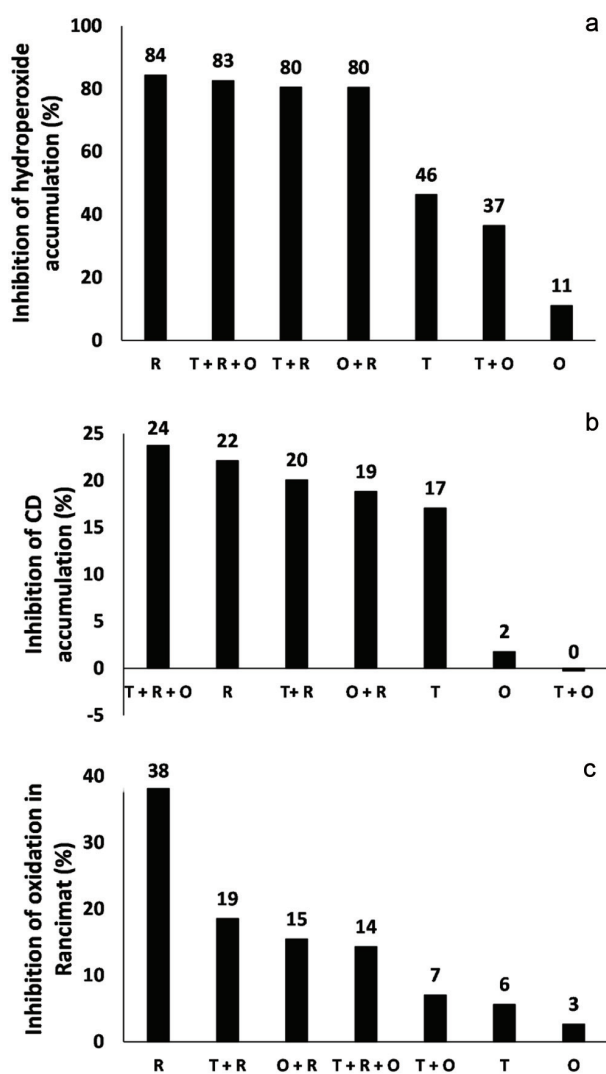 a
Inhibition of hydroperoxide
accumulation (%)
100
80
60
40
20
0
84
83
80
80
46
37
11
R
T + R + O
T + R
O + R
T
T + O
O
b
Inhibition of CD
accumulation (%)
25
20
15
10
5
0
-5
24
22
20
19
17
2
0
T + R + O
R
T+ R
O + R
T
O
T + O
c
Inhibition of oxidation in
Rancimat (%)
40
30
20
10
0
38
19
15
14
7
6
3
R
T + R
O + R
T + R + O
T + O
T
O